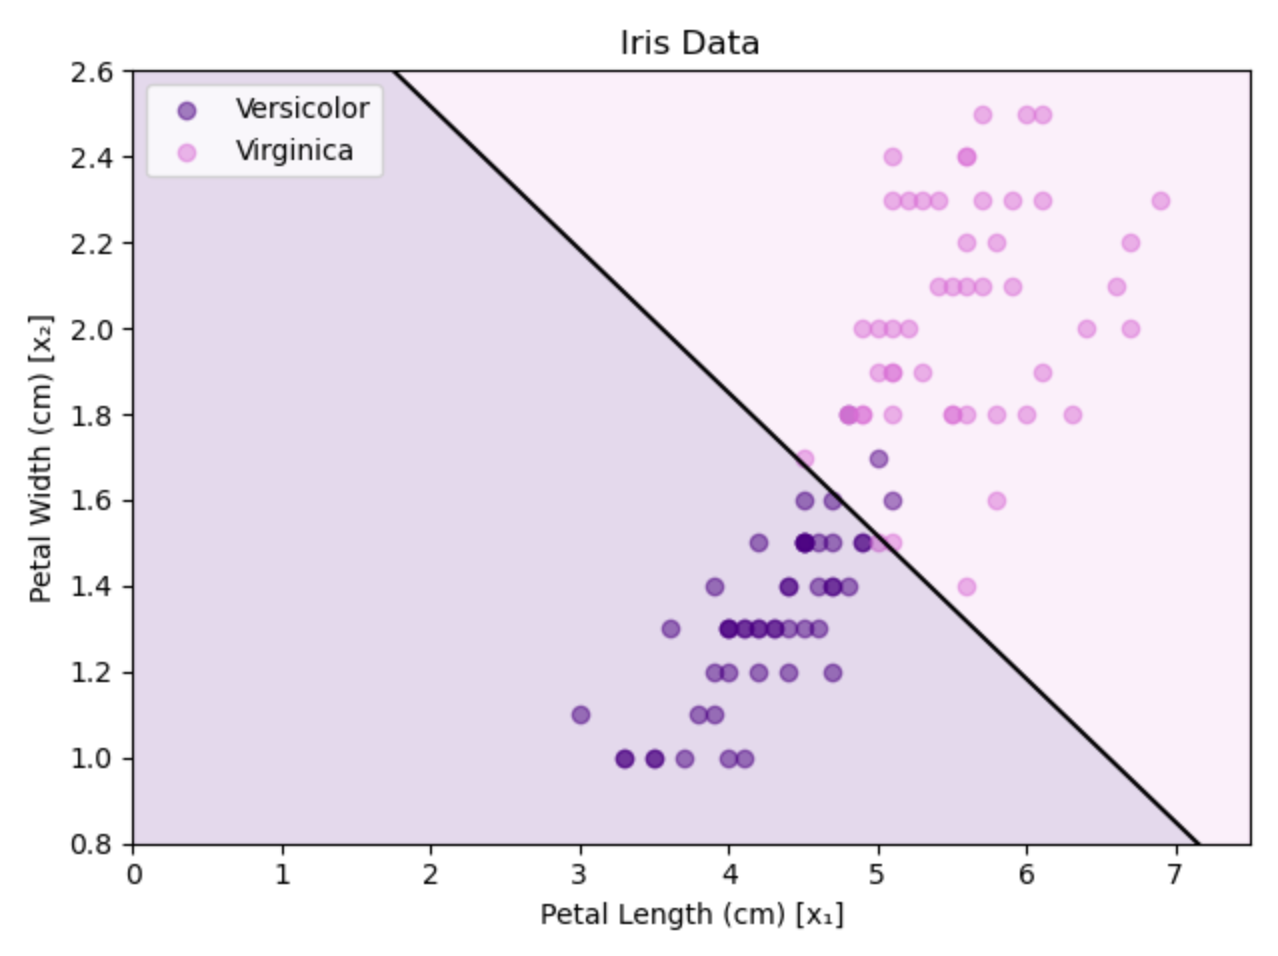 Iris Data
Versicolor
Virginica
2.6
2.4
2.2
2.0
1.8
1.6
1.4
1.2
1.0
0.8
Petal Width (cm) [x₂]
0 1 2 3 4 5 6 7
Petal Length (cm) [x₁]